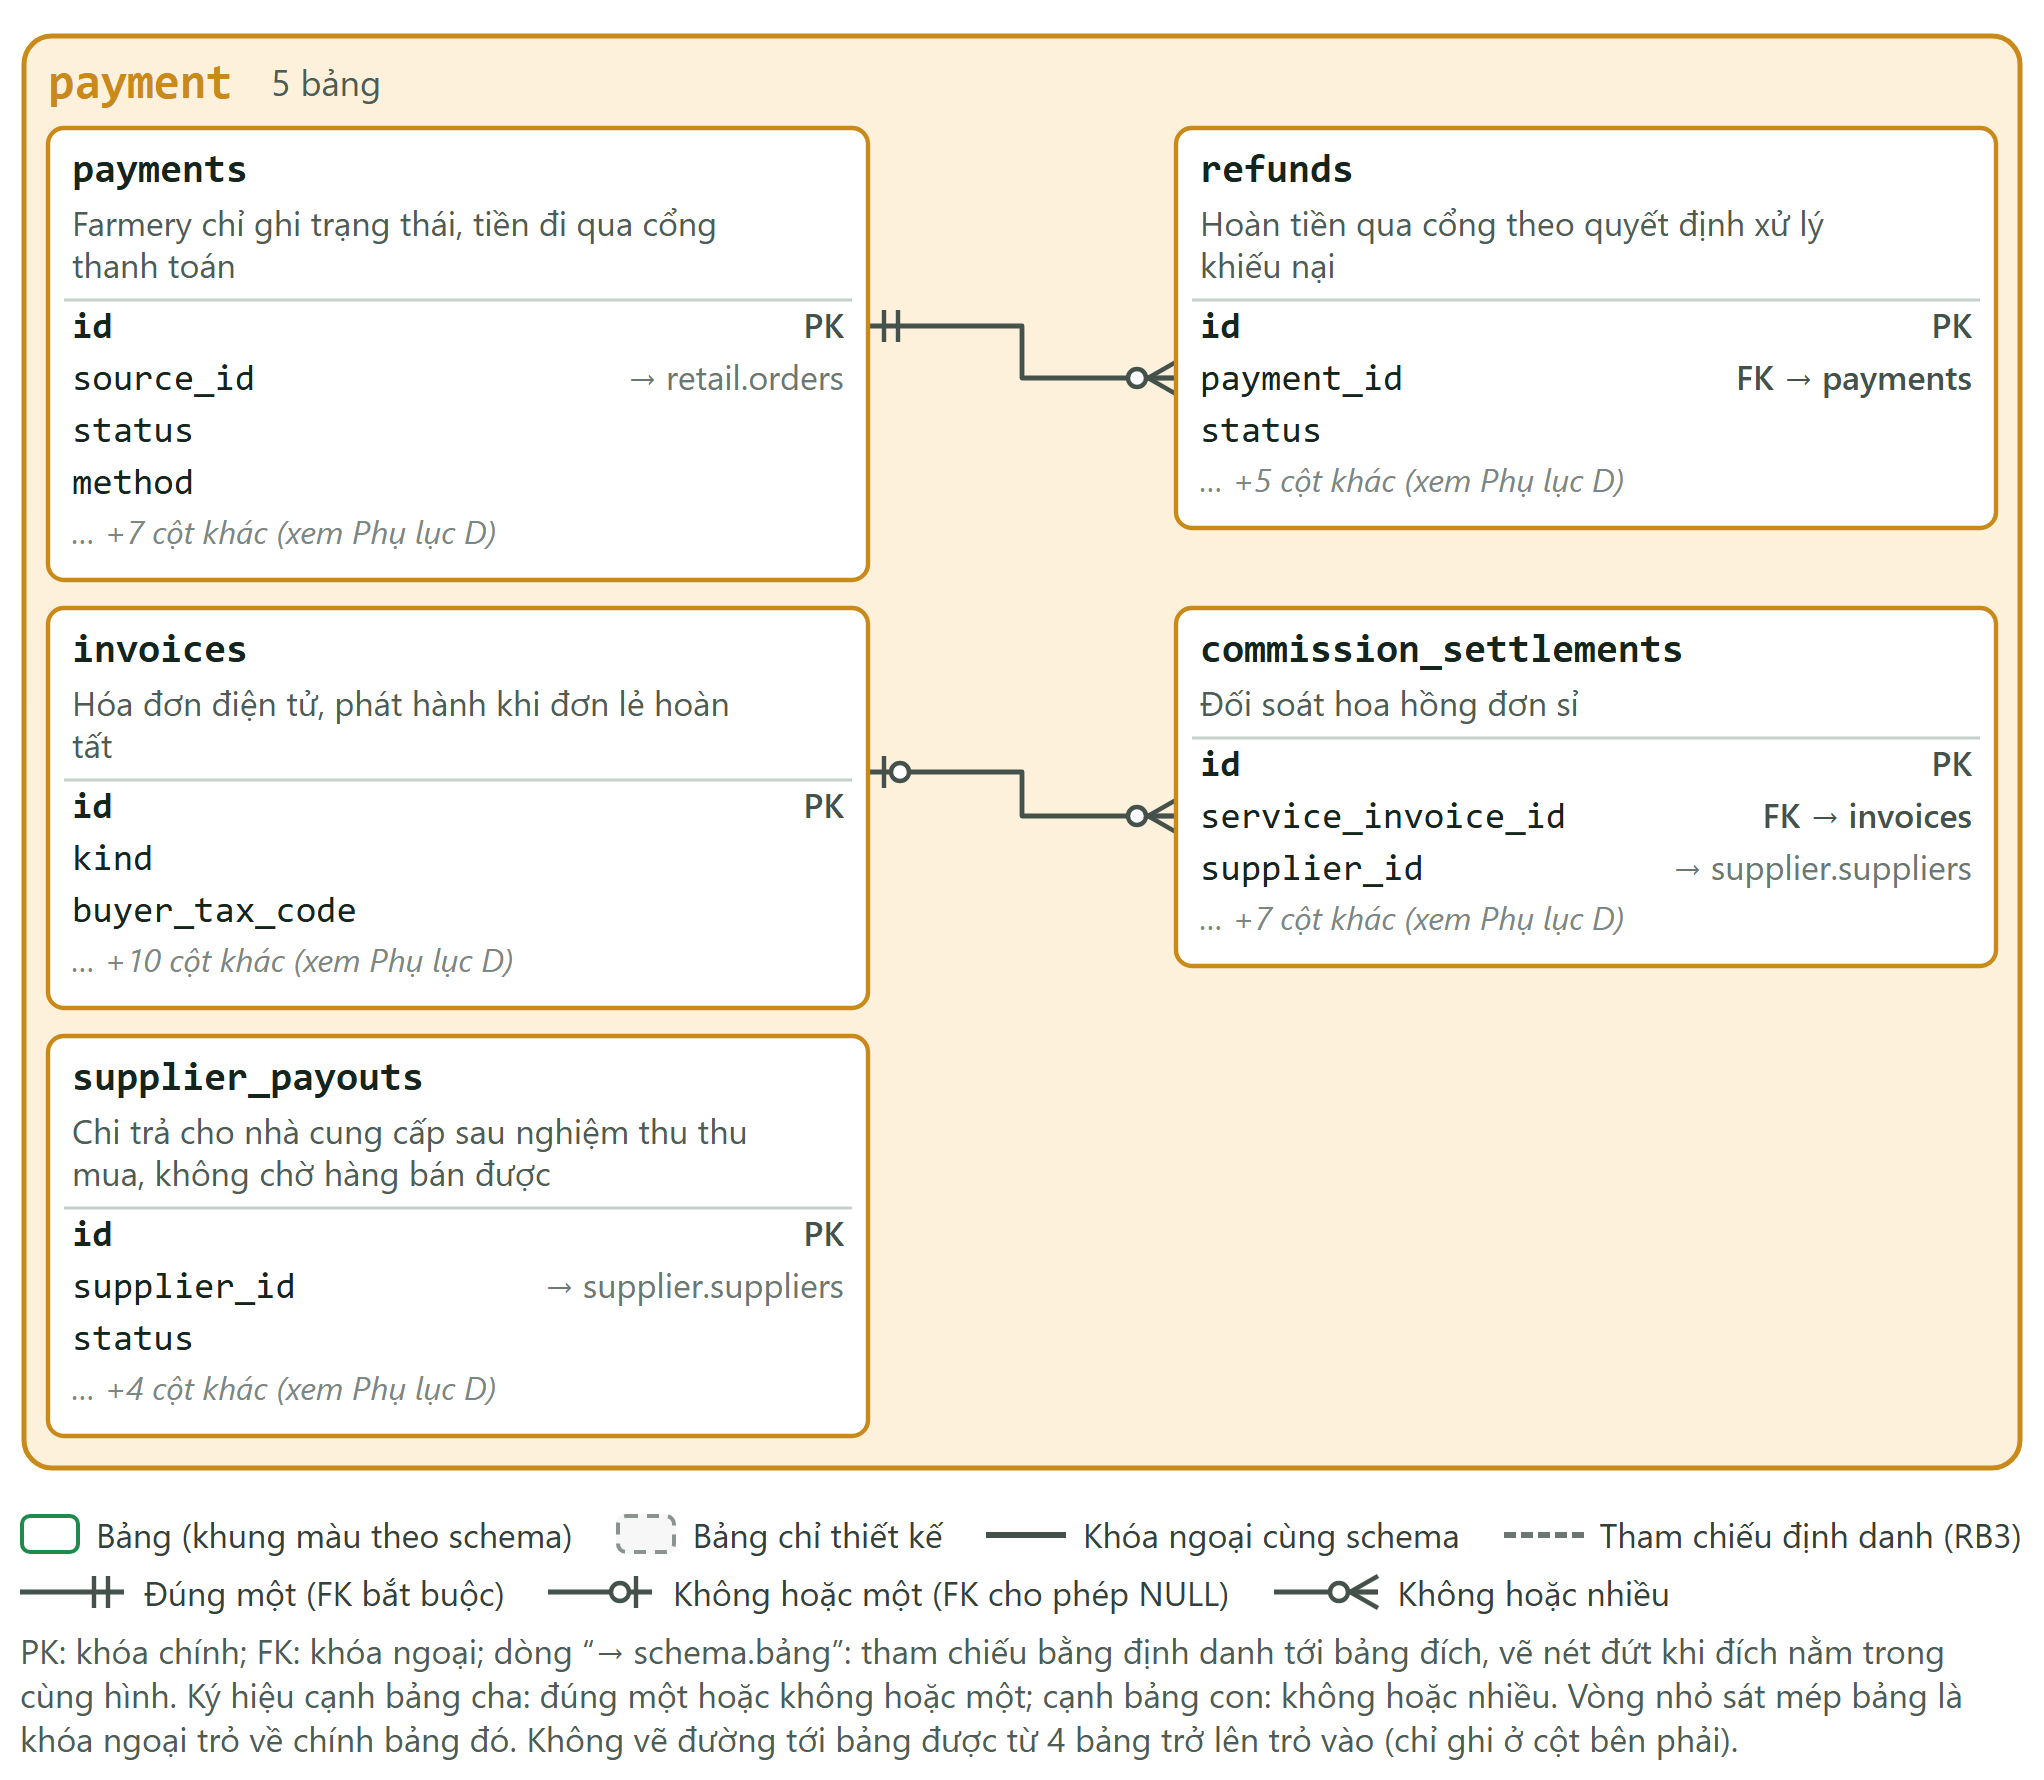 payment 5 bảng
payments
Farmery chỉ ghi trạng thái, tiền đi qua cổng
thanh toán
id PK
source_id → retail.orders
status
method
... +7 cột khác (xem Phụ lục D)
refunds
Hoàn tiền qua cổng theo quyết định xử lý
khiếu nại
id PK
payment_id FK → payments
status
... +5 cột khác (xem Phụ lục D)
invoices
Hóa đơn điện tử, phát hành khi đơn lẻ hoàn
tất
id PK
kind
buyer_tax_code
... +10 cột khác (xem Phụ lục D)
commission_settlements
Đối soát hoa hồng đơn sỉ
id PK
service_invoice_id FK → invoices
supplier_id → supplier.suppliers
... +7 cột khác (xem Phụ lục D)
supplier_payouts
Chi trả cho nhà cung cấp sau nghiệm thu thu
mua, không chờ hàng bán được
id PK
supplier_id → supplier.suppliers
status
... +4 cột khác (xem Phụ lục D)
Bảng (khung màu theo schema) Bảng chỉ thiết kế Khóa ngoại cùng schema Tham chiếu định danh (RB3)
Đúng một (FK bắt buộc) Không hoặc một (FK cho phép NULL) Không hoặc nhiều
PK: khóa chính; FK: khóa ngoại; dòng “→ schema.bảng”: tham chiếu bằng định danh tới bảng đích, vẽ nét đứt khi đích nằm trong
cùng hình. Ký hiệu cạnh bảng cha: đúng một hoặc không hoặc một; cạnh bảng con: không hoặc nhiều. Vòng nhỏ sát mép bảng là
khóa ngoại trỏ về chính bảng đó. Không vẽ đường tới bảng được từ 4 bảng trở lên trỏ vào (chỉ ghi ở cột bên phải).